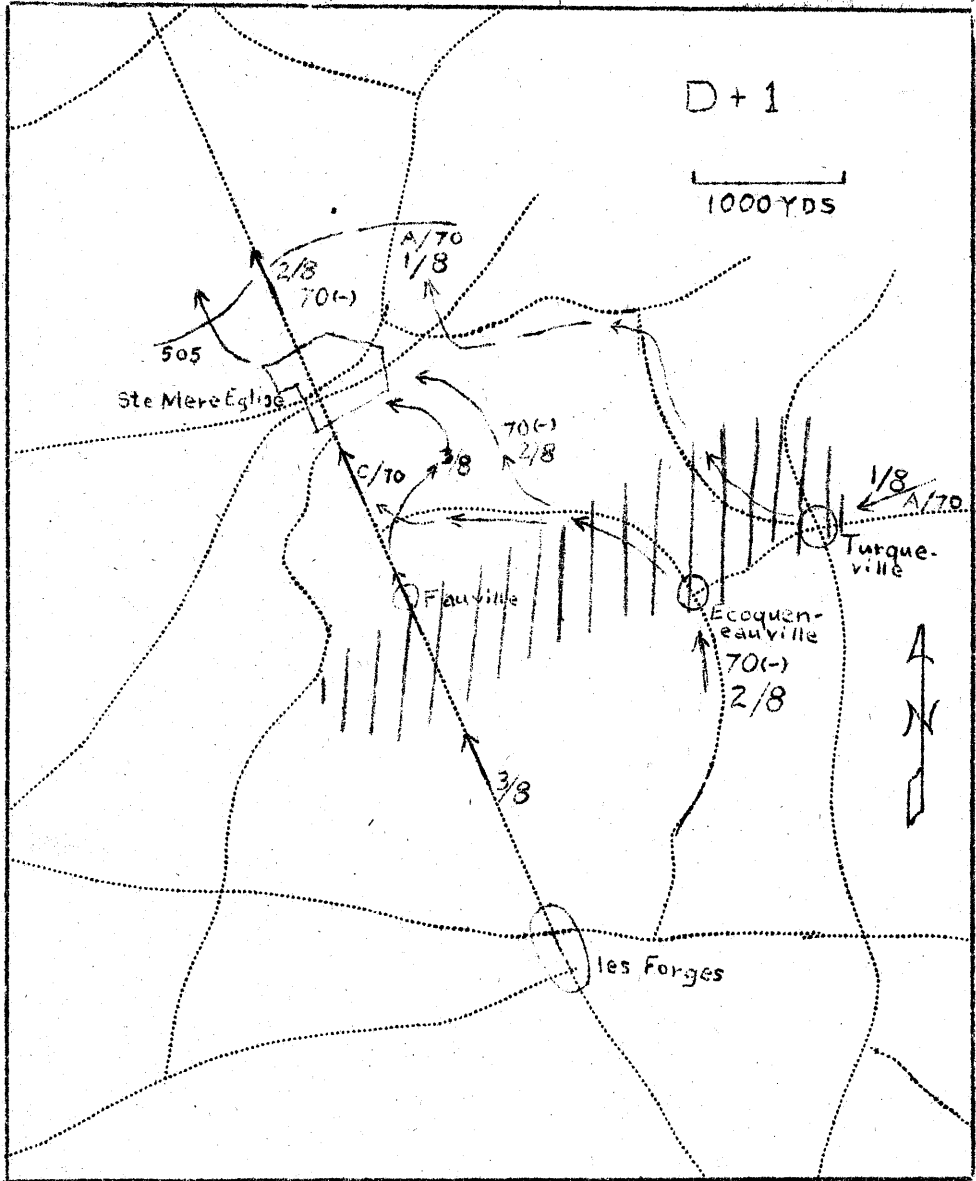 D + 1
1000 YDS
A/70
1/8
2/8
70(-)
505
Ste Mere Eglise
70(-)
2/8
3/8
C/70
1/8
A/70
Turque-
ville
Fauville
Ecoquen-
eauville
70(-)
2/8
N
3/8
les Forges